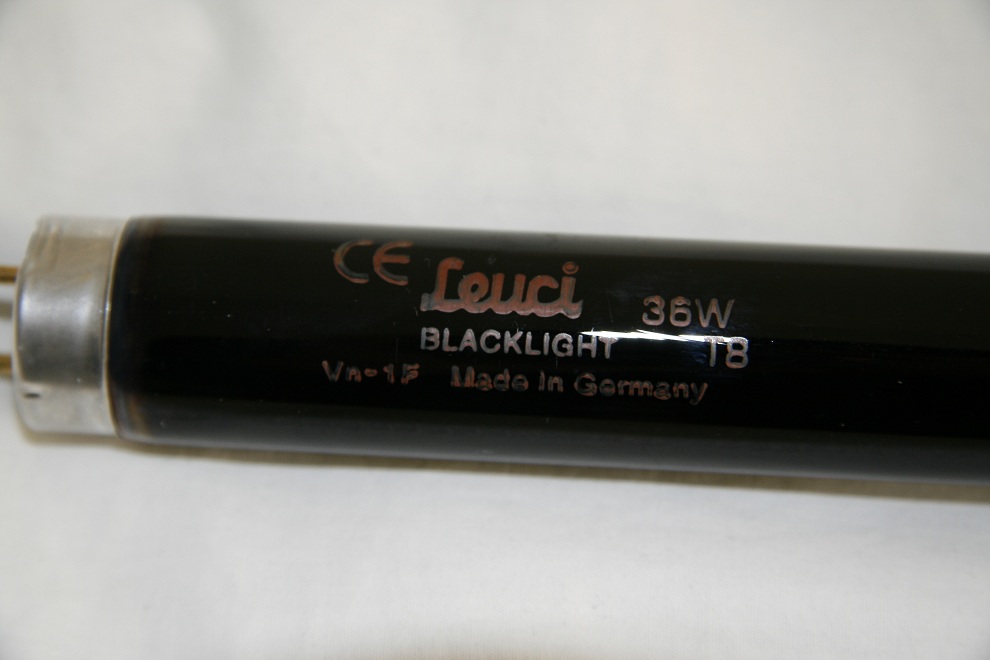 CE Leuci 36W
BLACKLIGHT T8
Vn-1F Made in Germany